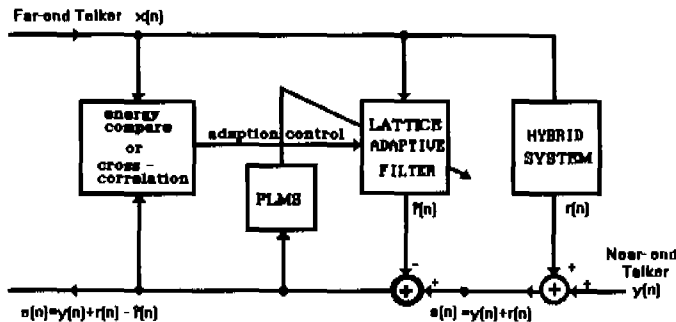 Far-end Talker x(n)
energy
compare
or
cross-
correlation
adaption control
PLMS
LATTICE
ADAPTIVE
FILTER
HYBRID
SYSTEM
r̂(n)
r(n)
-
+
+
+
Near-end
Talker
y(n)
+
+
e(n)=y(n)+r(n) - r̂(n)
s(n)=y(n)+r(n)